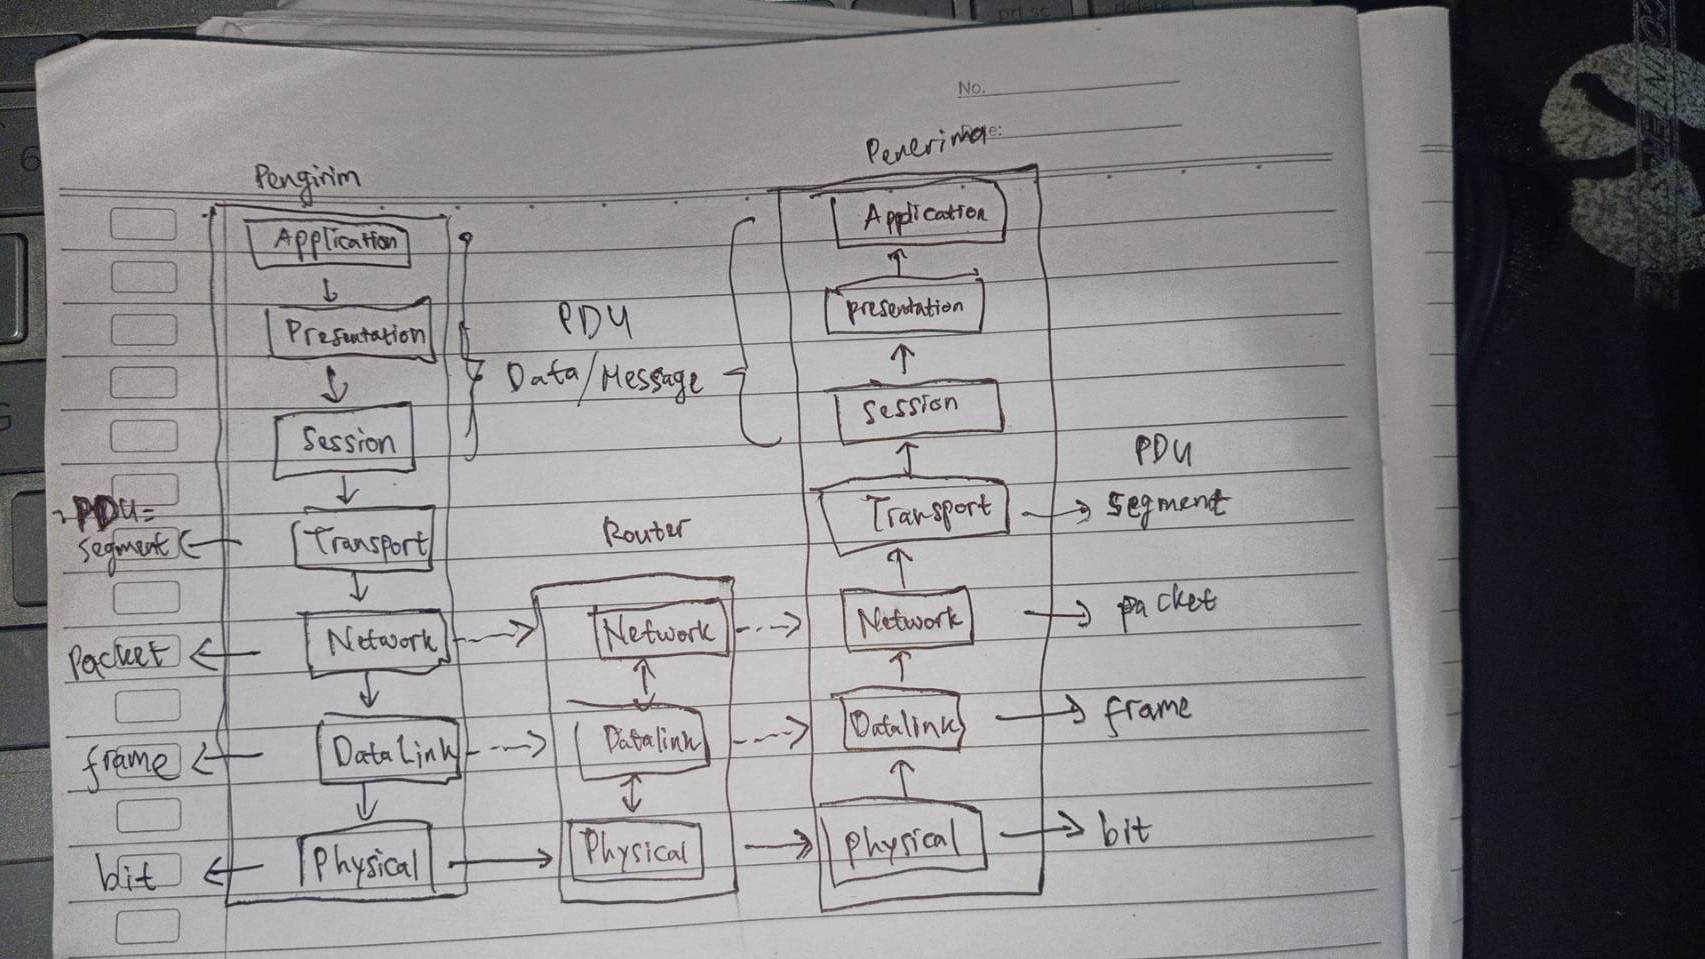 prt sc
delete
6
G
No.
Date:
Penerima
Pengirim
Application
Presentation
Session
Transport
Network
Data Link
Physical
PDU
Data/Message
PDU=
segment
Packet
frame
bit
Router
Network
Datalink
Physical
Application
presentation
Session
Transport
Network
Datalink
physical
PDU
segment
packet
frame
bit